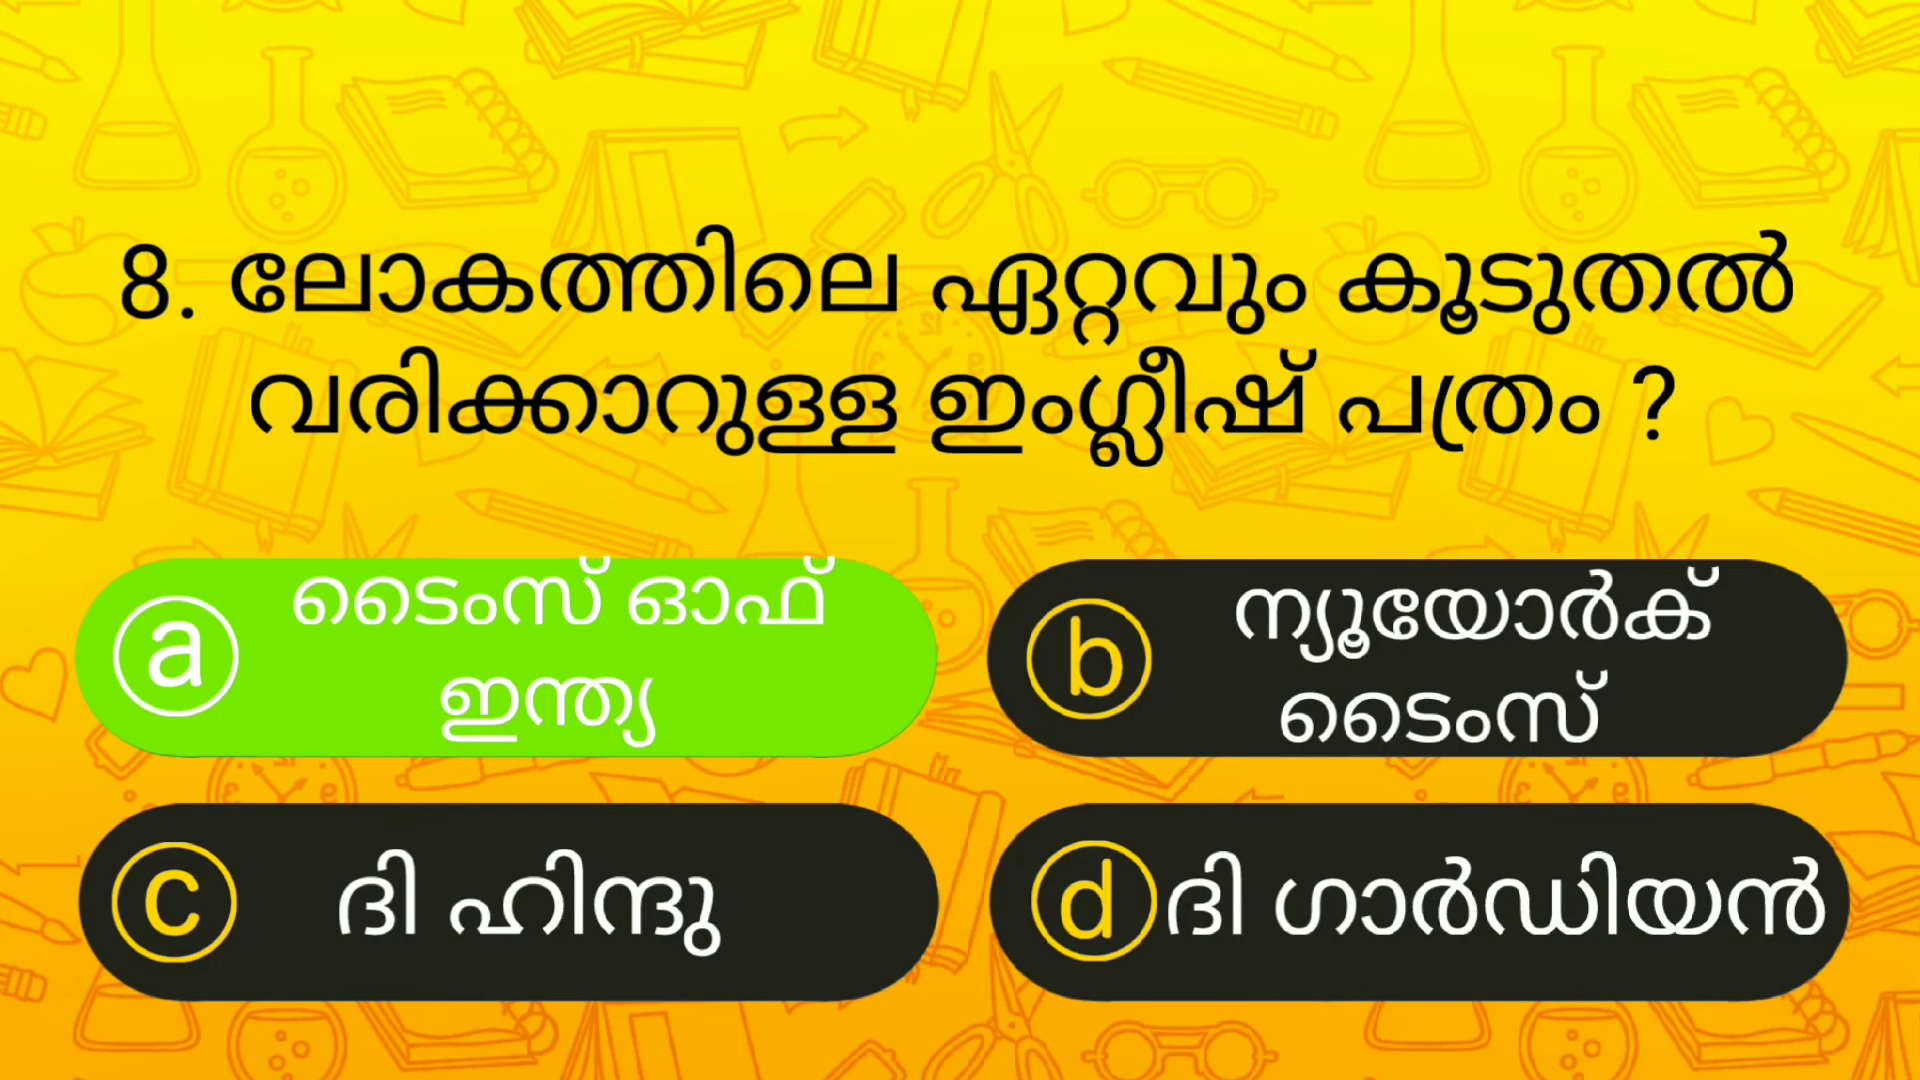 8. ലോകത്തിലെ ഏറ്റവും കൂടുതൽ
വരിക്കാറുള്ള ഇംഗ്ലീഷ് പത്രം ?
a ടൈംസ് ഓഫ്
ഇന്ത്യ
b ന്യൂയോർക്
ടൈംസ്
c ദി ഹിന്ദു
d ദി ഗാർഡിയൻ